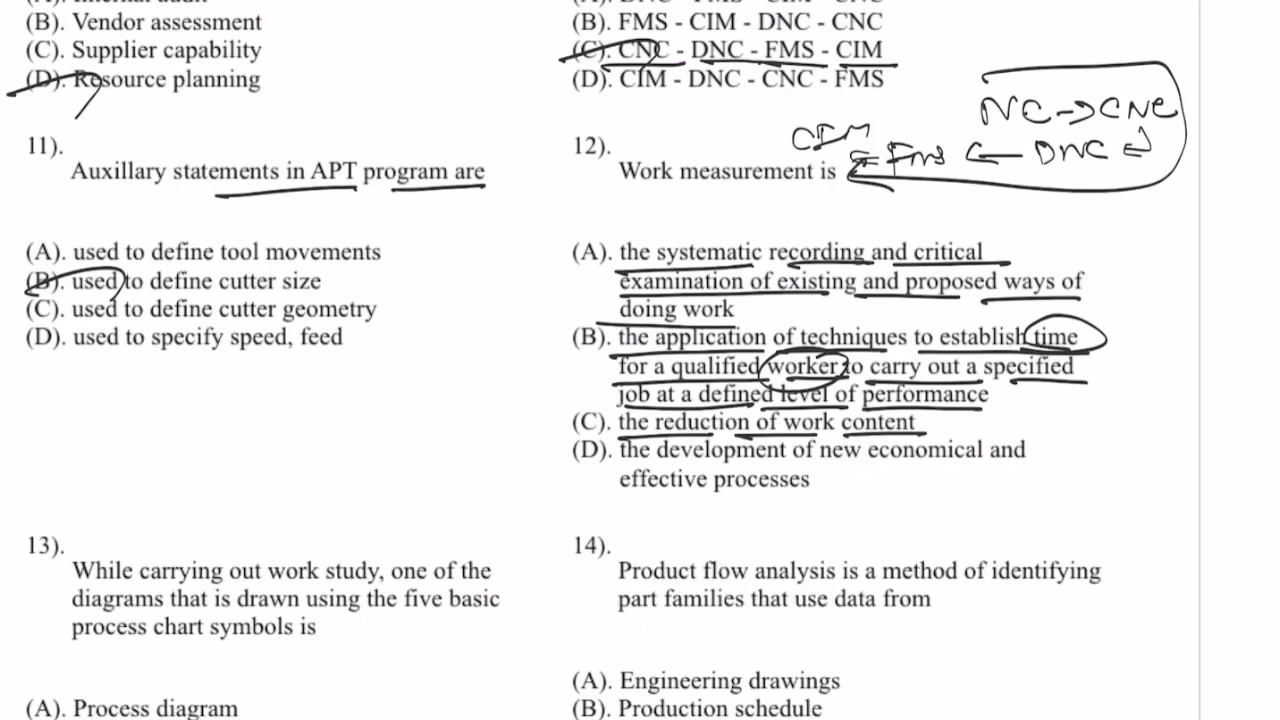 (B). Vendor assessment
(C). Supplier capability
(D). Resource planning
(B). FMS - CIM - DNC - CNC
(C). CNC - DNC - FMS - CIM
(D). CIM - DNC - CNC - FMS
NC → CNC
CIM ← FMS ← DNC
11).
Auxillary statements in APT program are
(A). used to define tool movements
(B). used to define cutter size
(C). used to define cutter geometry
(D). used to specify speed, feed
12).
Work measurement is
(A). the systematic recording and critical
examination of existing and proposed ways of
doing work
(B). the application of techniques to establish time
for a qualified worker to carry out a specified
job at a defined level of performance
(C). the reduction of work content
(D). the development of new economical and
effective processes
13).
While carrying out work study, one of the
diagrams that is drawn using the five basic
process chart symbols is
(A). Process diagram
14).
Product flow analysis is a method of identifying
part families that use data from
(A). Engineering drawings
(B). Production schedule